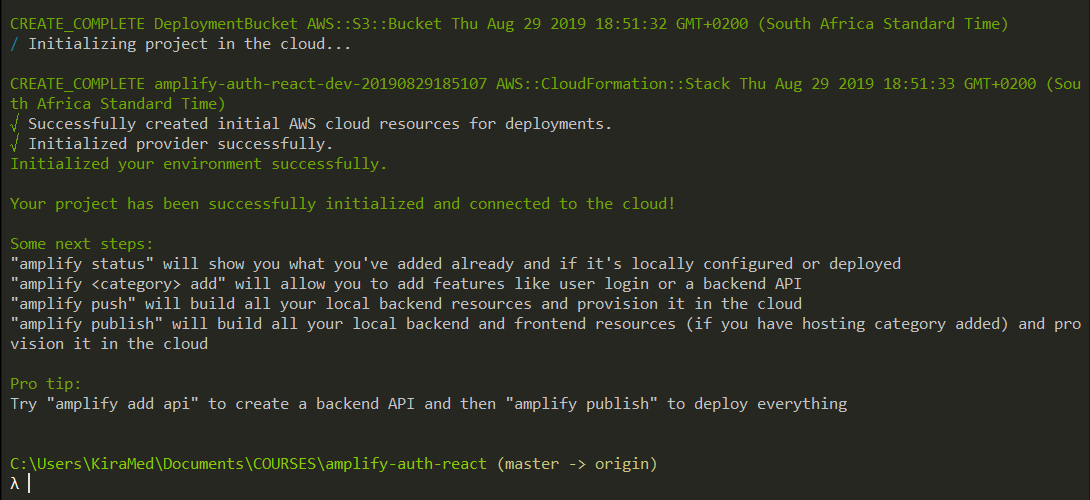 CREATE_COMPLETE DeploymentBucket AWS::S3::Bucket Thu Aug 29 2019 18:51:32 GMT+0200 (South Africa Standard Time)
/ Initializing project in the cloud...
CREATE_COMPLETE amplify-auth-react-dev-20190829185107 AWS::CloudFormation::Stack Thu Aug 29 2019 18:51:33 GMT+0200 (Sou
th Africa Standard Time)
√ Successfully created initial AWS cloud resources for deployments.
√ Initialized provider successfully.
Initialized your environment successfully.
Your project has been successfully initialized and connected to the cloud!
Some next steps:
"amplify status" will show you what you've added already and if it's locally configured or deployed
"amplify <category> add" will allow you to add features like user login or a backend API
"amplify push" will build all your local backend resources and provision it in the cloud
"amplify publish" will build all your local backend and frontend resources (if you have hosting category added) and pro
vision it in the cloud
Pro tip:
Try "amplify add api" to create a backend API and then "amplify publish" to deploy everything
C:\Users\KiraMed\Documents\COURSES\amplify-auth-react (master -> origin)
λ